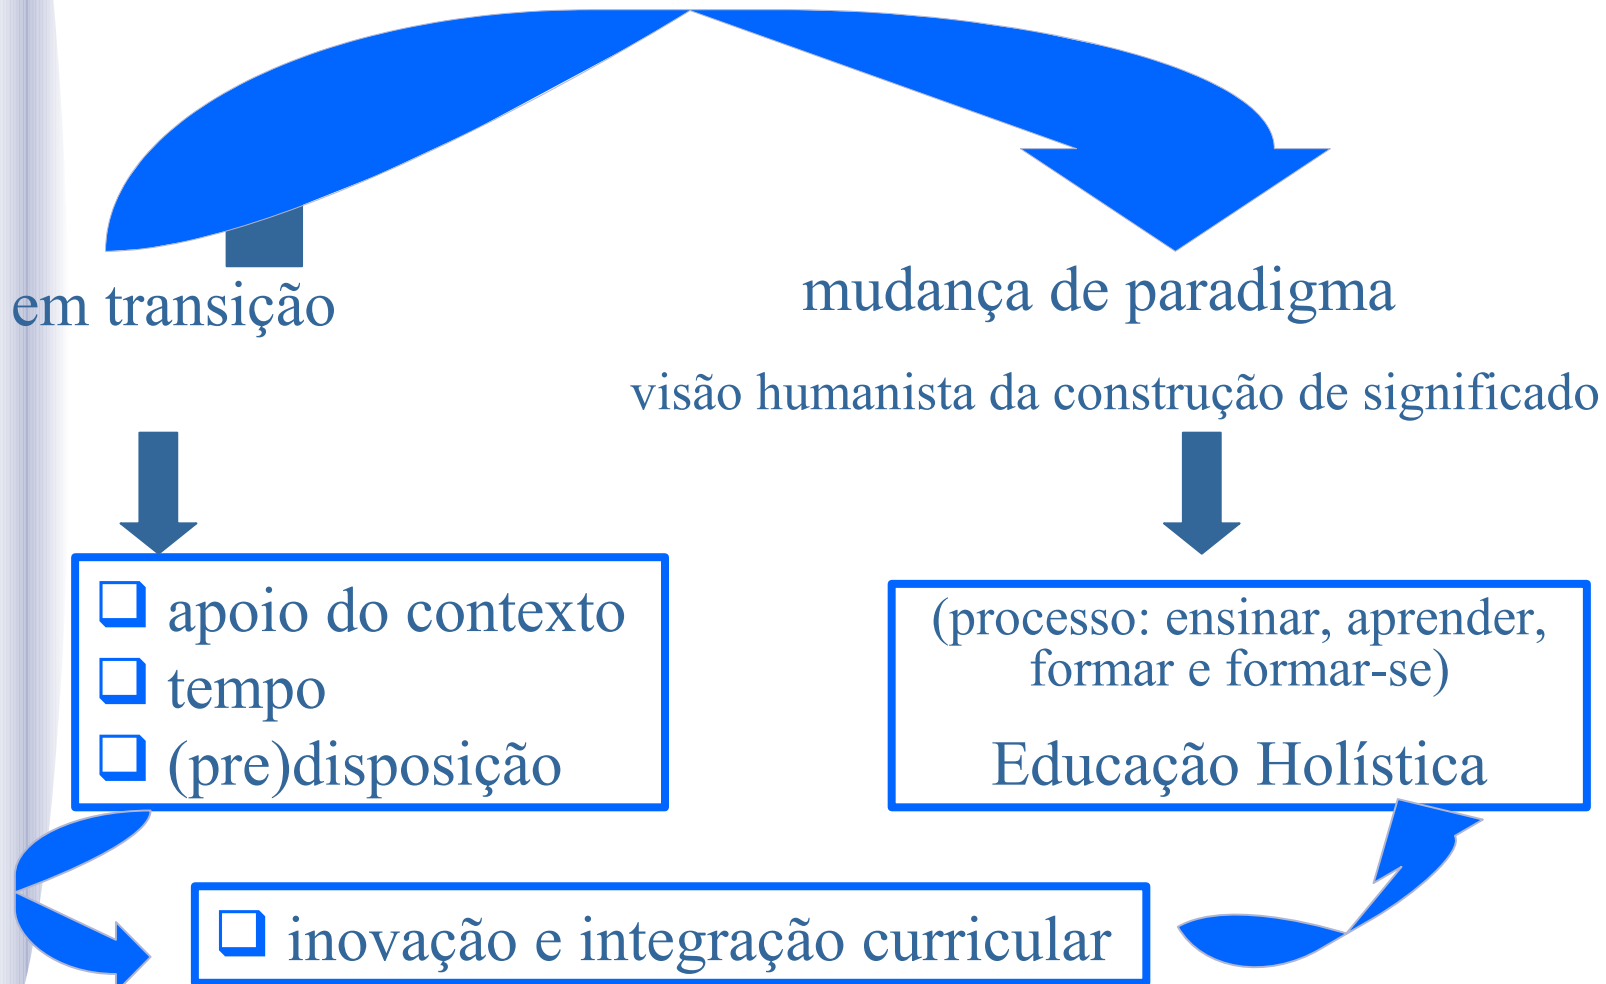 em transição
mudança de paradigma
visão humanista da construção de significado
apoio do contexto
tempo
(pre)disposição
(processo: ensinar, aprender,
formar e formar-se)
Educação Holística
inovação e integração curricular